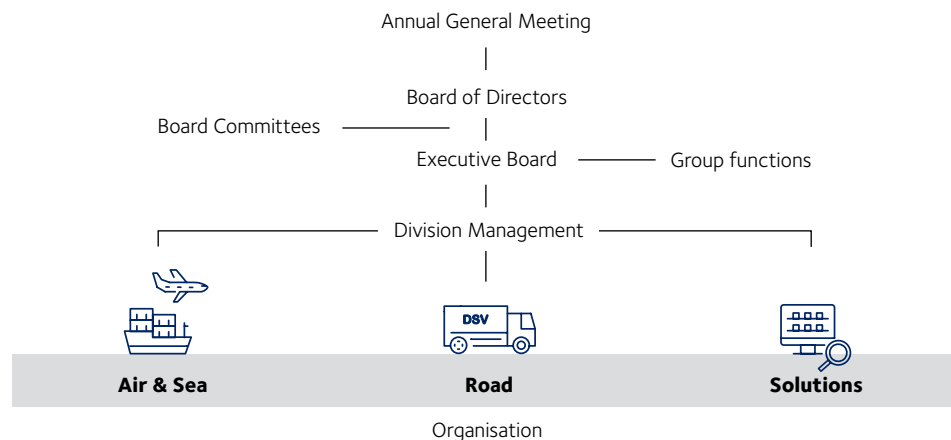 Annual General Meeting
Board of Directors
Board Committees
Executive Board
Group functions
Division Management
DSV
Air & Sea
Road
Solutions
Organisation